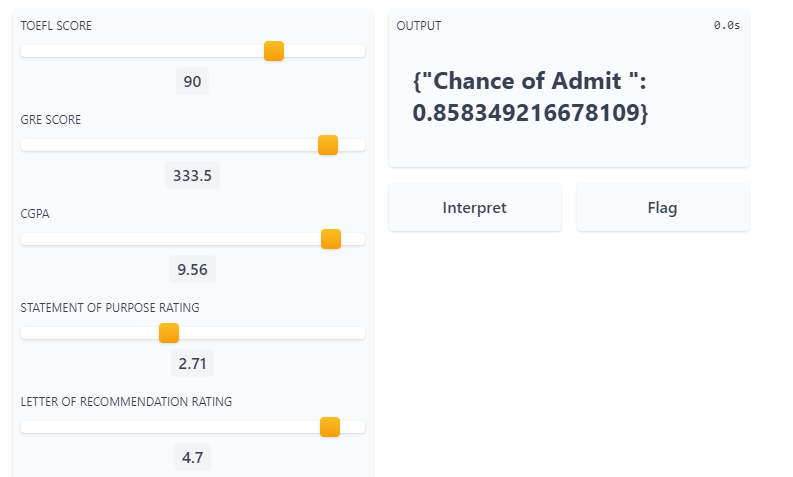 TOEFL SCORE
90
GRE SCORE
333.5
CGPA
9.56
STATEMENT OF PURPOSE RATING
2.71
LETTER OF RECOMMENDATION RATING
4.7
OUTPUT 0.0s
{"Chance of Admit ":
0.858349216678109}
Interpret Flag